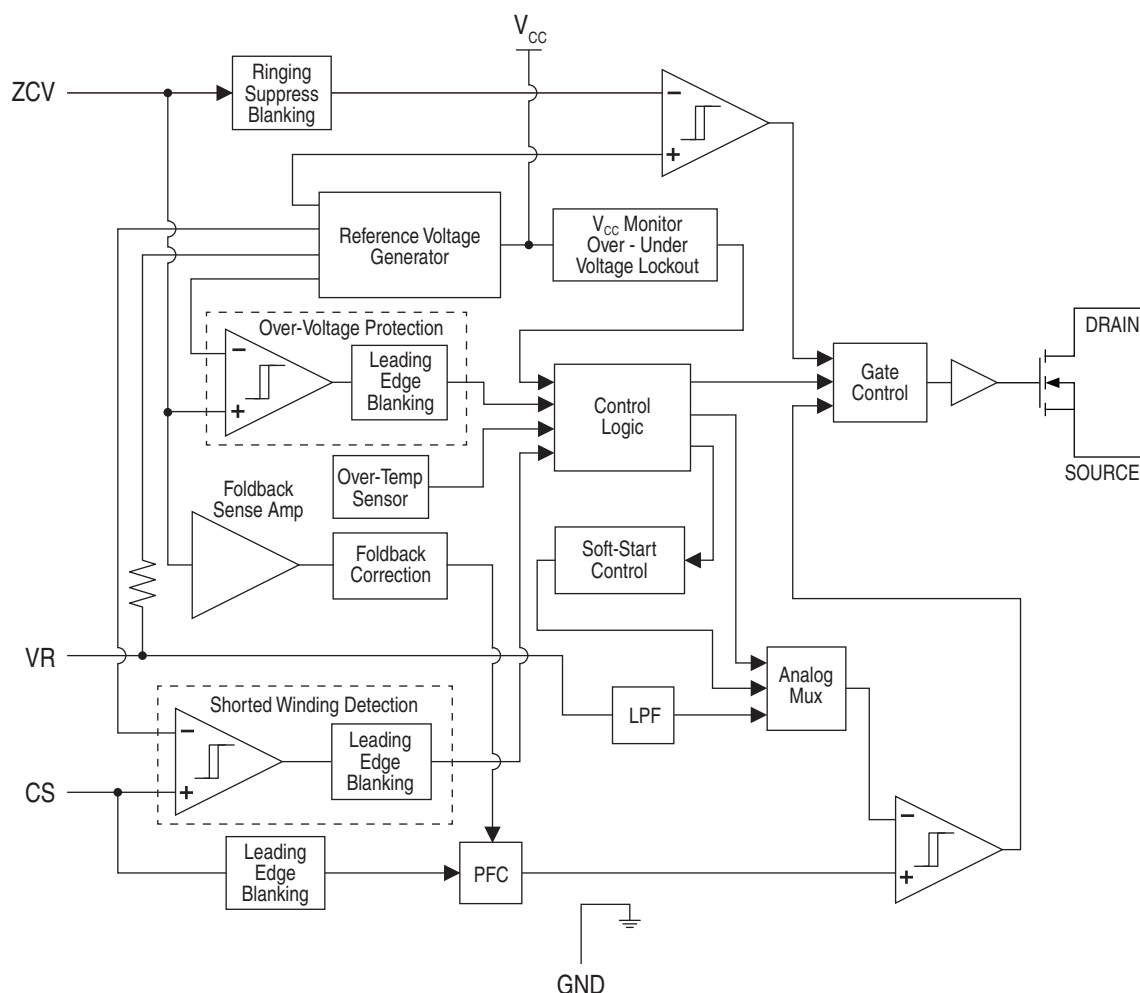 V_CC
ZCV
Ringing
Suppress
Blanking
−
+
Reference Voltage
Generator
V_CC Monitor
Over - Under
Voltage Lockout
Over-Voltage Protection
−
+
Leading
Edge
Blanking
Control
Logic
Gate
Control
DRAIN
SOURCE
Over-Temp
Sensor
Foldback
Sense Amp
Foldback
Correction
Soft-Start
Control
VR
Analog
Mux
LPF
Shorted Winding Detection
−
+
Leading
Edge
Blanking
CS
Leading
Edge
Blanking
PFC
−
+
GND